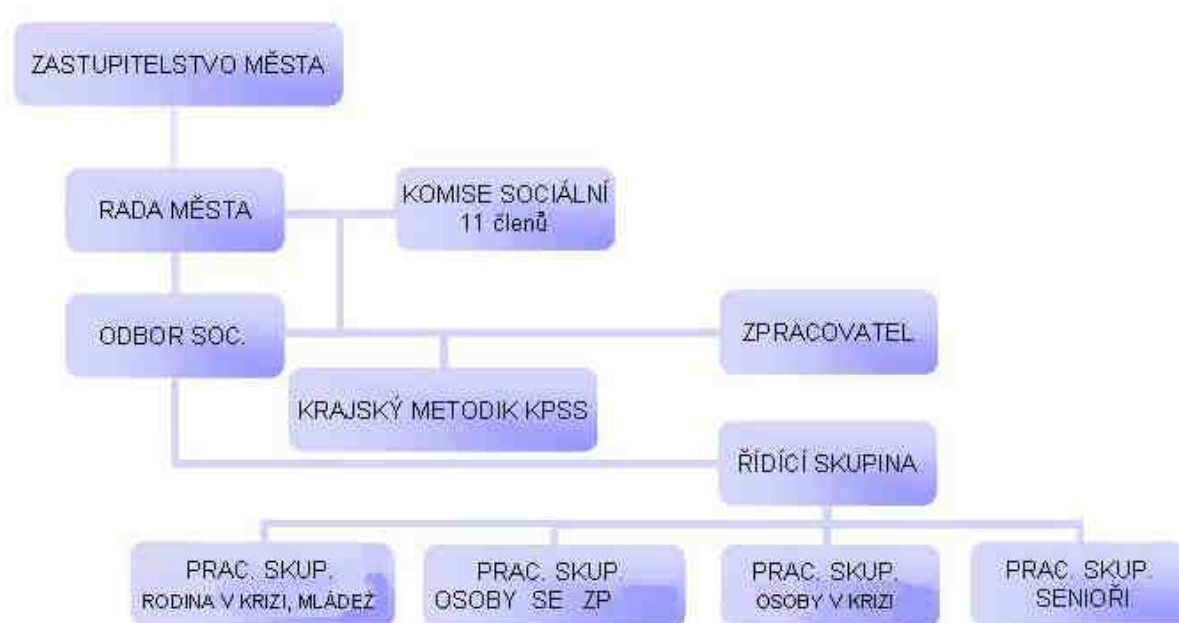 ZASTUPITELSTVO MĚSTA
RADA MĚSTA
KOMISE SOCIÁLNÍ
11 členů
ODBOR SOC.
ZPRACOVATEL
KRAJSKÝ METODIK KPSS
ŘÍDÍCÍ SKUPINA
PRAC. SKUP.
RODINA V KRIZI, MLÁDEŽ
PRAC. SKUP.
OSOBY SE ZP
PRAC. SKUP.
OSOBY V KRIZI
PRAC. SKUP.
SENIOŘI